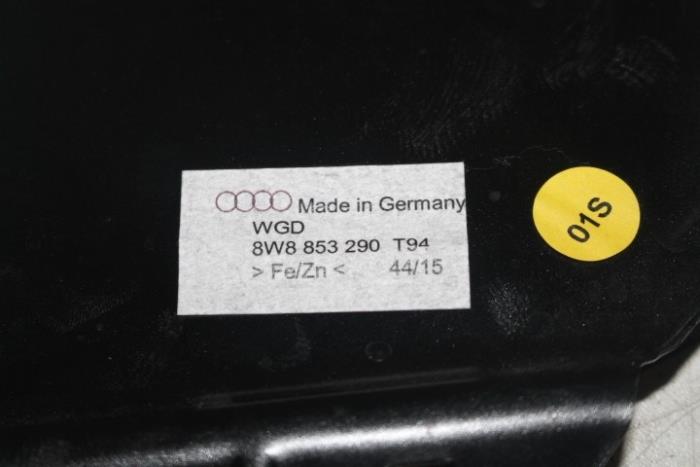 Made in Germany
WGD
8W8 853 290 T94
> Fe/Zn < 44/15
01S